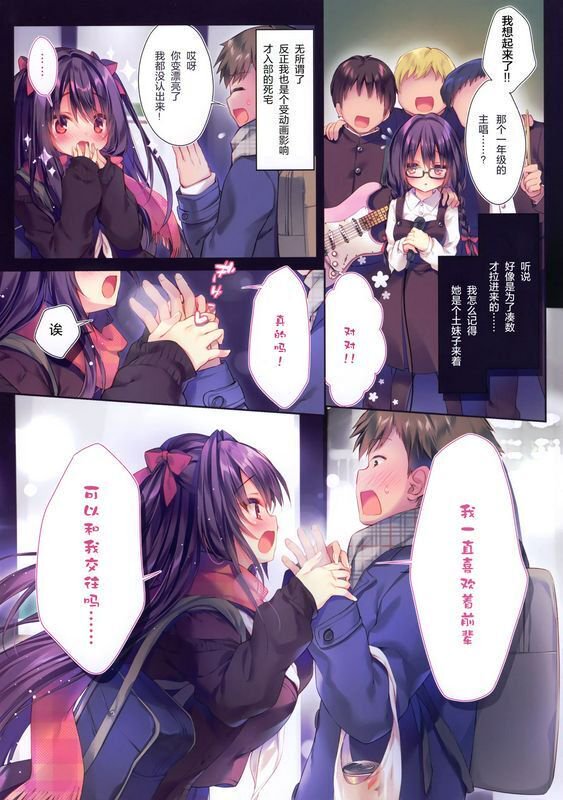 我想起来了!!
那个一年级的
主唱……?
听说
好像是为了凑数
才拉进来的……
我怎么记得
她是个土妹子来着
对对!!
无所谓了
反正我也是个受动画影响
才入部的死宅
哎呀
你变漂亮了
我都没认出来!
………
真的吗!
诶
我一直喜欢着前辈
可以和我交往吗……